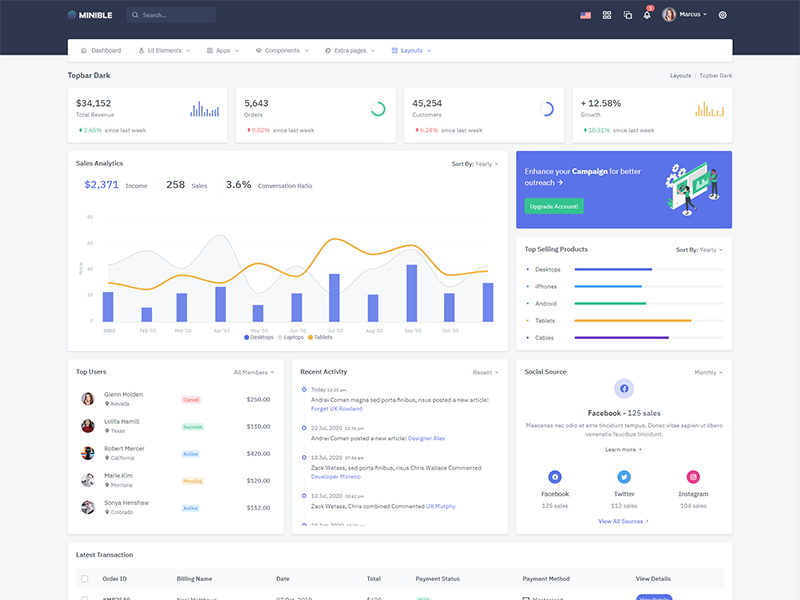 MINIBLE
Search...
3
Marcus
Dashboard
UI Elements
Apps
Components
Extra pages
Layouts
Topbar Dark
Layouts / Topbar Dark
$34,152
Total Revenue
2.65% since last week
5,643
Orders
0.82% since last week
45,254
Customers
6.24% since last week
+ 12.58%
Growth
10.51% since last week
Sales Analytics
Sort By: Yearly
$2,371 Income
258 Sales
3.6% Conversation Ratio
80
60
40
20
0
Points
2003
Feb '03
Mar '03
Apr '03
May '03
Jun '03
Jul '03
Aug '03
Sep '03
Oct '03
Desktops
Laptops
Tablets
Enhance your Campaign for better
outreach →
Upgrade Account!
Top Selling Products
Sort By: Yearly
Desktops
iPhones
Android
Tablets
Cables
Top Users
All Members
Glenn Holden
Nevada
Cancel
$250.00
Lolita Hamill
Texas
Success
$110.00
Robert Mercer
California
Active
$420.00
Marie Kim
Montana
Pending
$120.00
Sonya Henshaw
Colorado
Active
$112.00
Recent Activity
Recent
Today 12:20 pm
Andrei Coman magna sed porta finibus, risus posted a new article:
Forget UX Rowland
22 Jul, 2020 12:36 pm
Andrei Coman posted a new article: Designer Alex
18 Jul, 2020 07:56 am
Zack Wetass, sed porta finibus, risus Chris Wallace Commented
Developer Moreno
10 Jul, 2020 08:42 pm
Zack Wetass, Chris combined Commented UX Murphy
Social Source
Monthly
Facebook - 125 sales
Maecenas nec odio et ante tincidunt tempus. Donec vitae sapien ut libero
venenatis faucibus tincidunt.
Learn more
Facebook
125 sales
Twitter
112 sales
Instagram
104 sales
View All Sources
Latest Transaction
Order ID
Billing Name
Date
Total
Payment Status
Payment Method
View Details
#MB2540
Neal Matthews
07 Oct, 2019
$400
Paid
Mastercard
View Details